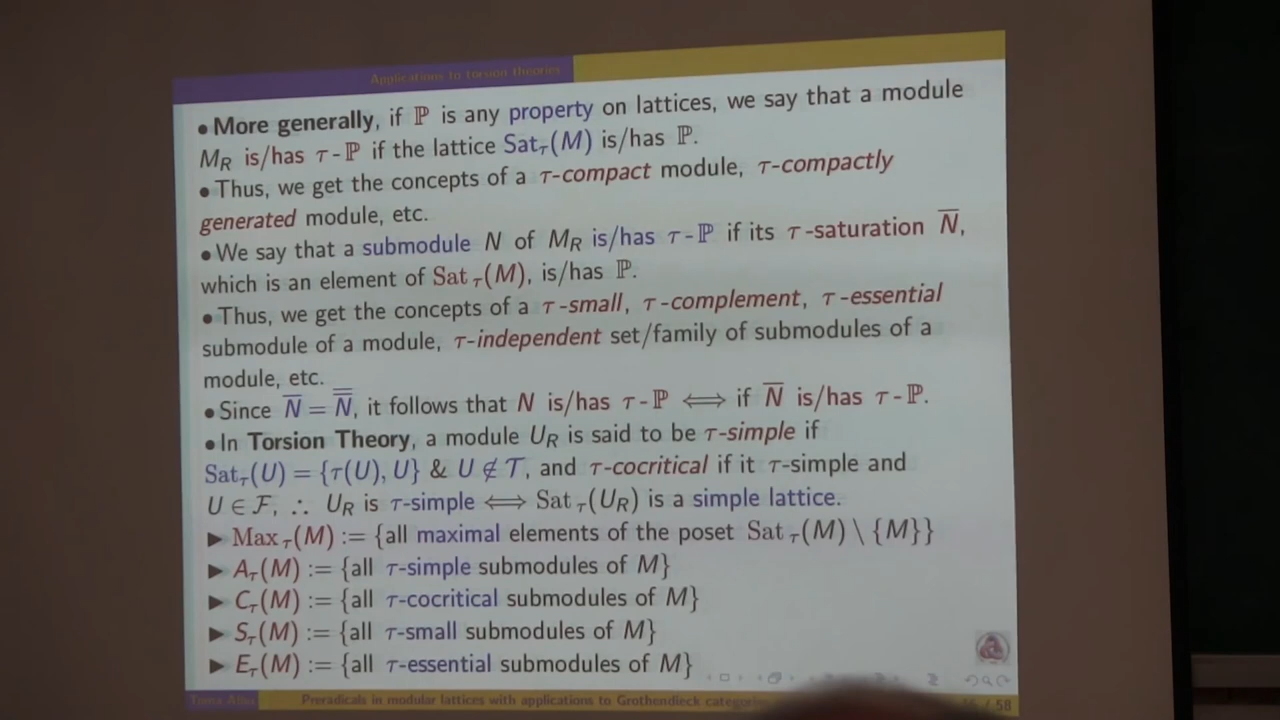 Applications to torsion theories
• More generally, if ℙ is any property on lattices, we say that a module
M_R is/has τ-ℙ if the lattice Sat_τ(M) is/has ℙ.
• Thus, we get the concepts of a τ-compact module, τ-compactly
generated module, etc.
• We say that a submodule N of M_R is/has τ-ℙ if its τ-saturation N̅,
which is an element of Sat_τ(M), is/has ℙ.
• Thus, we get the concepts of a τ-small, τ-complement, τ-essential
submodule of a module, τ-independent set/family of submodules of a
module, etc.
• Since N̅ = N̿, it follows that N is/has τ-ℙ ⟺ if N̅ is/has τ-ℙ.
• In Torsion Theory, a module U_R is said to be τ-simple if
Sat_τ(U) = {τ(U), U} & U ∉ 𝒯, and τ-cocritical if it τ-simple and
U ∈ ℱ, ∴ U_R is τ-simple ⟺ Sat_τ(U_R) is a simple lattice.
▶ Max_τ(M) := {all maximal elements of the poset Sat_τ(M) \ {M}}
▶ A_τ(M) := {all τ-simple submodules of M}
▶ C_τ(M) := {all τ-cocritical submodules of M}
▶ S_τ(M) := {all τ-small submodules of M}
▶ E_τ(M) := {all τ-essential submodules of M}
Toma Albu Preradicals in modular lattices with applications to Grothendieck / 58